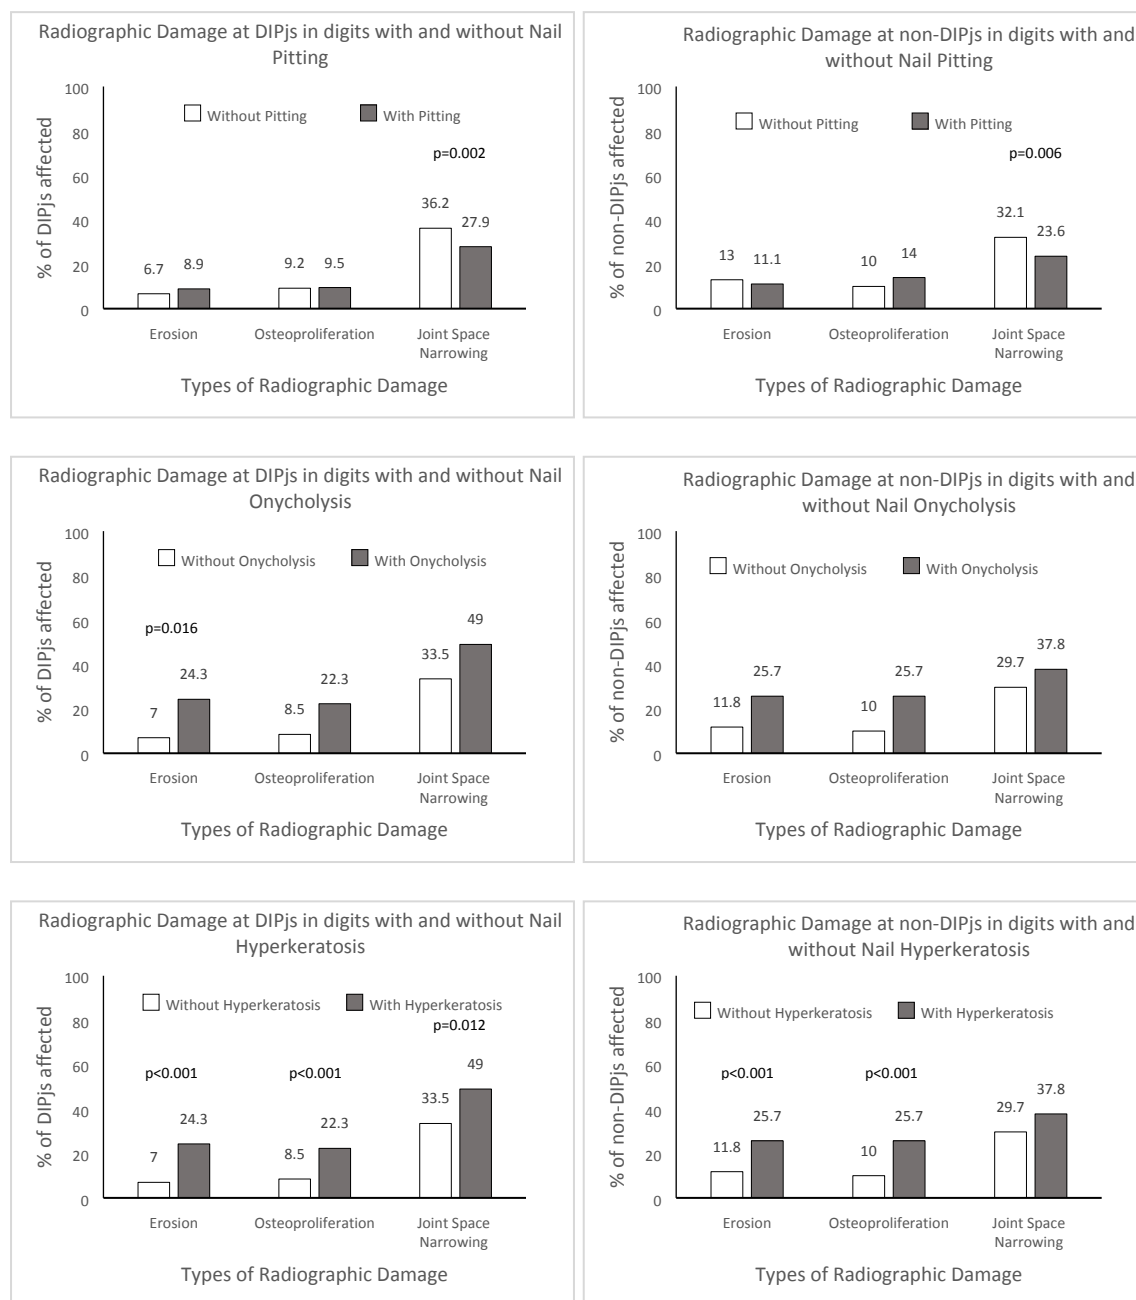 Radiographic Damage at DIPjs in digits with and without Nail
Pitting
% of DIPjs affected
100
80
60
40
20
0
Without Pitting
With Pitting
p=0.002
6.7
8.9
9.2
9.5
36.2
27.9
Erosion
Osteoproliferation
Joint Space
Narrowing
Types of Radiographic Damage
Radiographic Damage at non-DIPjs in digits with and
without Nail Pitting
% of non-DIPjs affected
100
80
60
40
20
0
Without Pitting
With Pitting
p=0.006
13
11.1
10
14
32.1
23.6
Erosion
Osteoproliferation
Joint Space
Narrowing
Types of Radiographic Damage
Radiographic Damage at DIPjs in digits with and without Nail
Onycholysis
% of DIPjs affected
100
80
60
40
20
0
Without Onycholysis
With Onycholysis
p=0.016
7
24.3
8.5
22.3
33.5
49
Erosion
Osteoproliferation
Joint Space
Narrowing
Types of Radiographic Damage
Radiographic Damage at non-DIPjs in digits with and
without Nail Onycholysis
% of non-DIPjs affected
100
80
60
40
20
0
Without Onycholysis
With Onycholysis
11.8
25.7
10
25.7
29.7
37.8
Erosion
Osteoproliferation
Joint Space
Narrowing
Types of Radiographic Damage
Radiographic Damage at DIPjs in digits with and without Nail
Hyperkeratosis
% of DIPjs affected
100
80
60
40
20
0
Without Hyperkeratosis
With Hyperkeratosis
p<0.001
p<0.001
p=0.012
7
24.3
8.5
22.3
33.5
49
Erosion
Osteoproliferation
Joint Space
Narrowing
Types of Radiographic Damage
Radiographic Damage at non-DIPjs in digits with and
without Nail Hyperkeratosis
% of non-DIPjs affected
100
80
60
40
20
0
Without Hyperkeratosis
With Hyperkeratosis
p<0.001
p<0.001
11.8
25.7
10
25.7
29.7
37.8
Erosion
Osteoproliferation
Joint Space
Narrowing
Types of Radiographic Damage